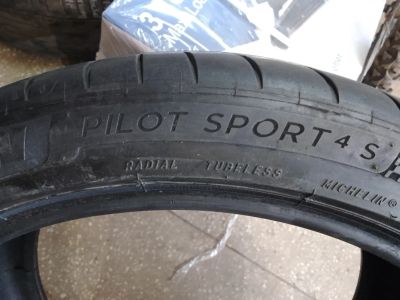 PILOT SPORT 4 S
RADIAL TUBELESS
MICHELIN®